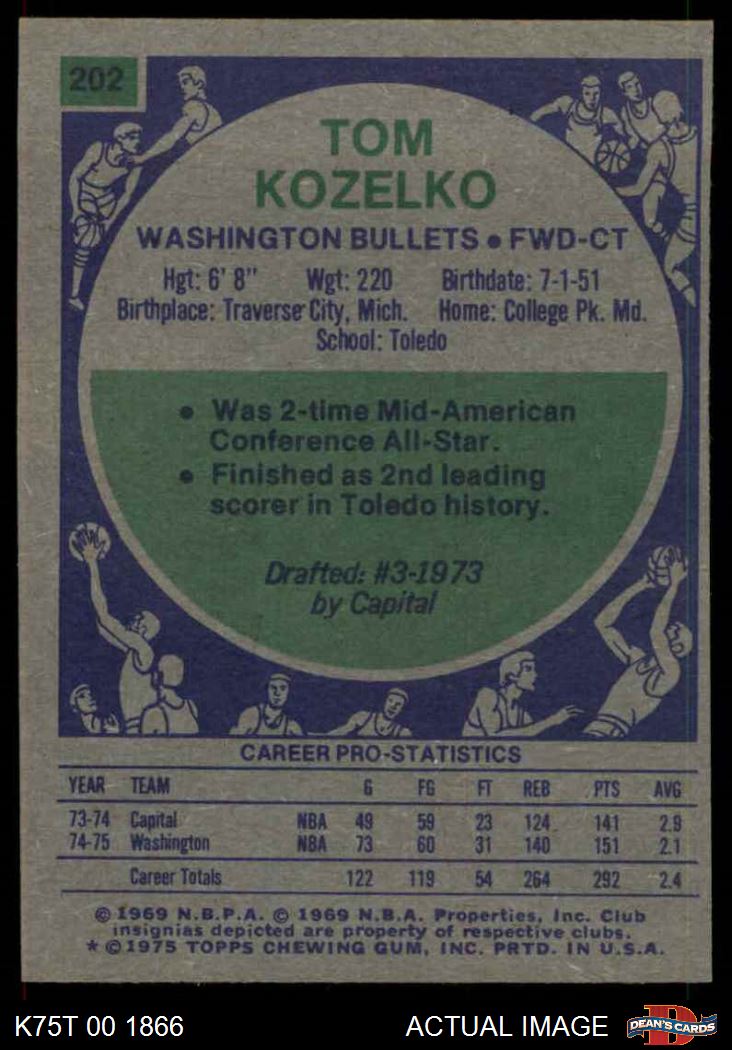 202
TOM
KOZELKO
WASHINGTON BULLETS • FWD-CT
Hgt: 6' 8" Wgt: 220 Birthdate: 7-1-51
Birthplace: Traverse City, Mich. Home: College Pk. Md.
School: Toledo
• Was 2-time Mid-American
Conference All-Star.
• Finished as 2nd leading
scorer in Toledo history.
Drafted: #3-1973
by Capital
CAREER PRO-STATISTICS
YEAR TEAM G FG FT REB PTS AVG
73-74 Capital NBA 49 59 23 124 141 2.9
74-75 Washington NBA 73 60 31 140 151 2.1
Career Totals 122 119 54 264 292 2.4
© 1969 N.B.P.A. © 1969 N.B.A. Properties, Inc. Club
insignias depicted are property of respective clubs.
* © 1975 TOPPS CHEWING GUM, INC. PRTD. IN U.S.A.
K75T 00 1866 ACTUAL IMAGE D DEAN'S CARDS